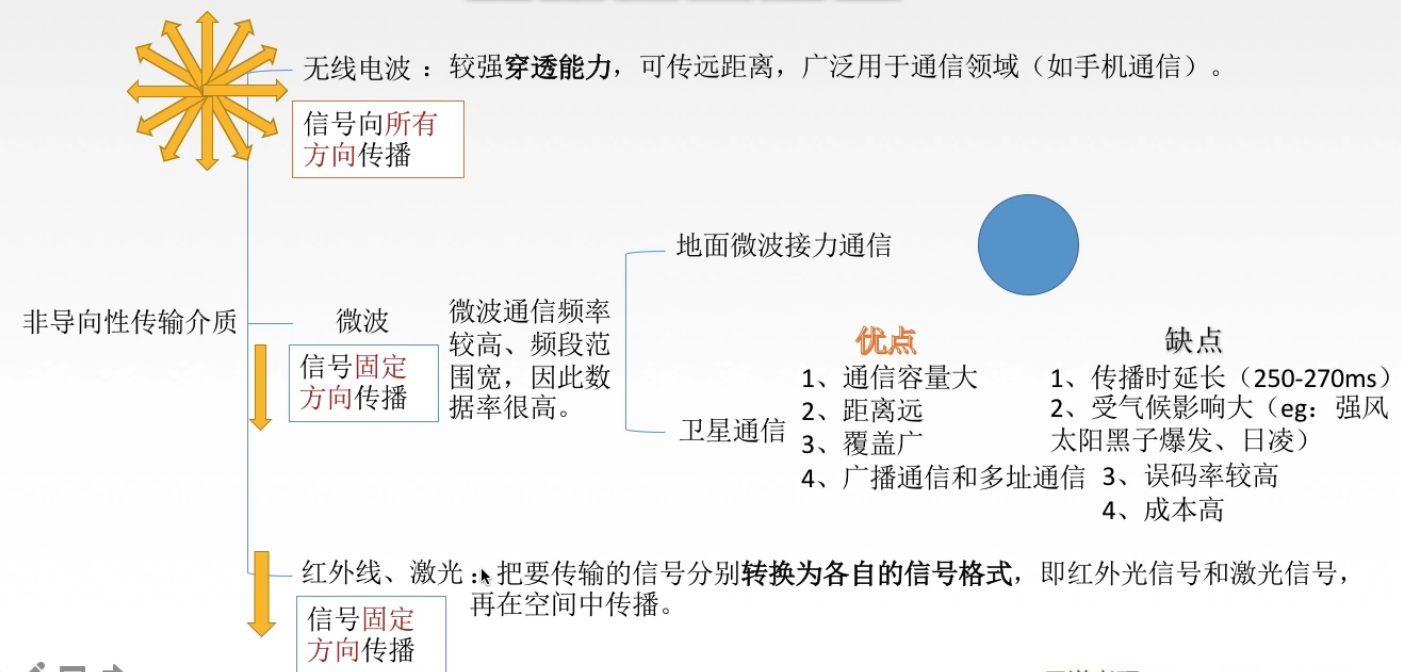 无线电波：较强穿透能力，可传远距离，广泛用于通信领域（如手机通信）。
信号向所有
方向传播
非导向性传输介质
微波
信号固定
方向传播
微波通信频率
较高、频段范
围宽，因此数
据率很高。
地面微波接力通信
卫星通信
优点
1、通信容量大
2、距离远
3、覆盖广
4、广播通信和多址通信
缺点
1、传播时延长（250-270ms）
2、受气候影响大（eg：强风
太阳黑子爆发、日凌）
3、误码率较高
4、成本高
红外线、激光：把要传输的信号分别转换为各自的信号格式，即红外光信号和激光信号，
再在空间中传播。
信号固定
方向传播